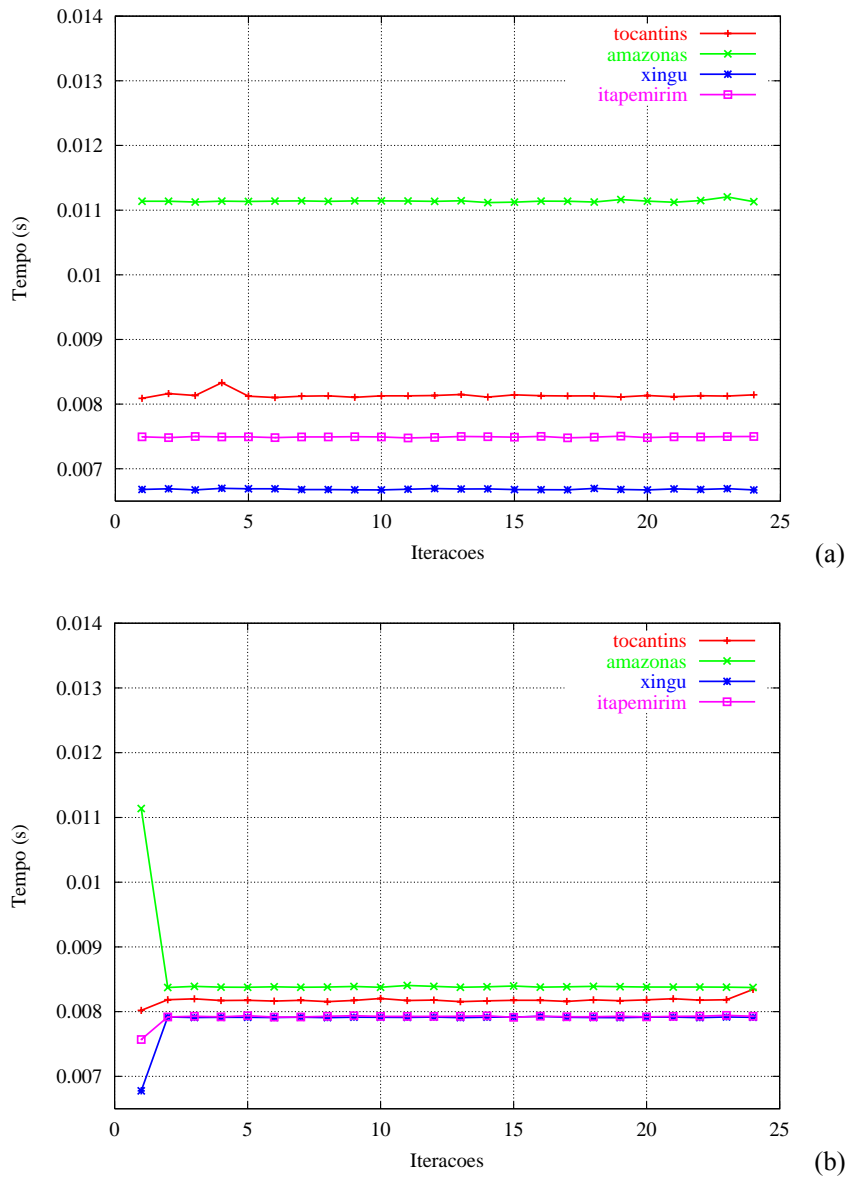 0.014
tocantins
amazonas
xingu
itapemirim
0.013
0.012
0.011
0.01
0.009
0.008
0.007
Tempo (s)
0 5 10 15 20 25
Iteracoes
(a)
0.014
tocantins
amazonas
xingu
itapemirim
0.013
0.012
0.011
0.01
0.009
0.008
0.007
Tempo (s)
0 5 10 15 20 25
Iteracoes
(b)